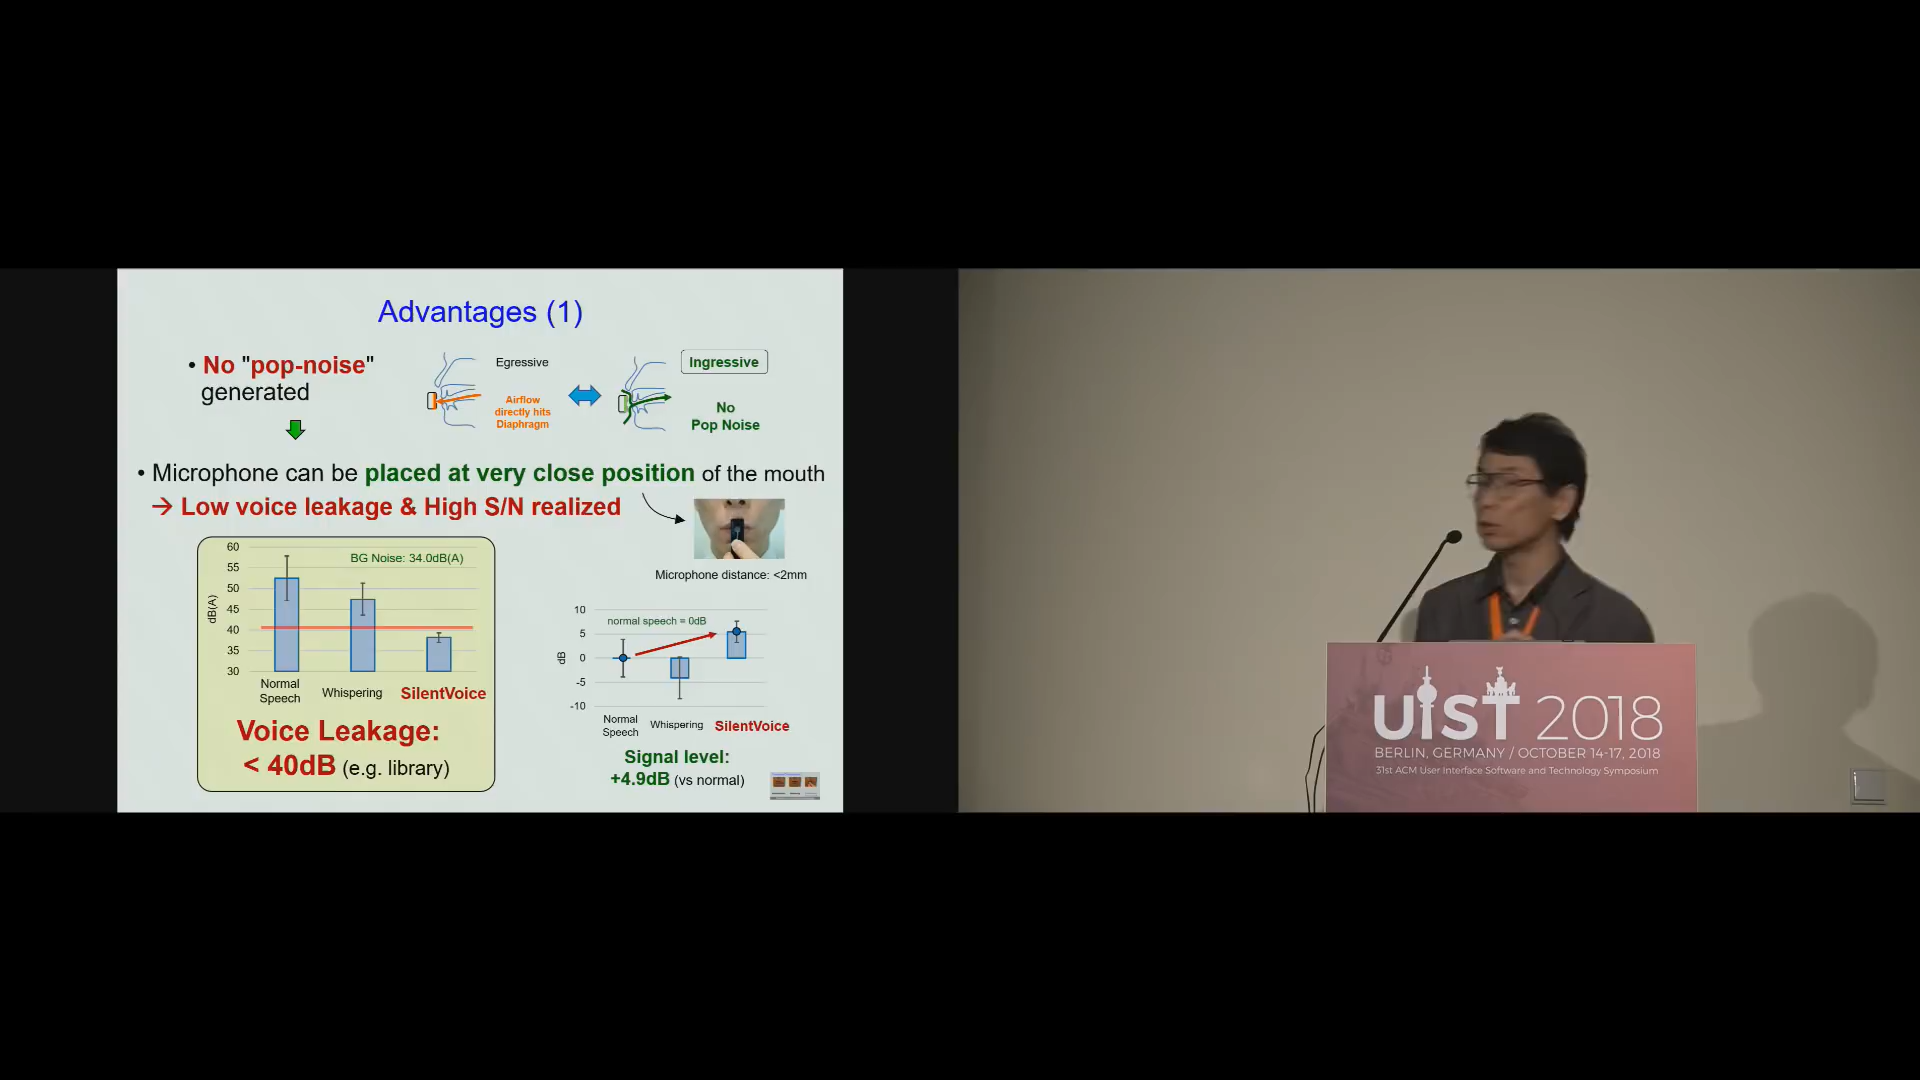 Advantages (1)
• No "pop-noise"
generated
Egressive
Airflow
directly hits
Diaphragm
Ingressive
No
Pop Noise
• Microphone can be placed at very close position of the mouth
→ Low voice leakage & High S/N realized
Microphone distance: <2mm
60
55
50
45
40
35
30
dB(A)
BG Noise: 34.0dB(A)
Normal
Speech
Whispering
SilentVoice
Voice Leakage:
< 40dB (e.g. library)
10
5
0
-5
-10
dB
normal speech = 0dB
Normal
Speech
Whispering
SilentVoice
Signal level:
+4.9dB (vs normal)
UIST 2018
BERLIN, GERMANY / OCTOBER 14-17, 2018
31st ACM User Interface Software and Technology Symposium